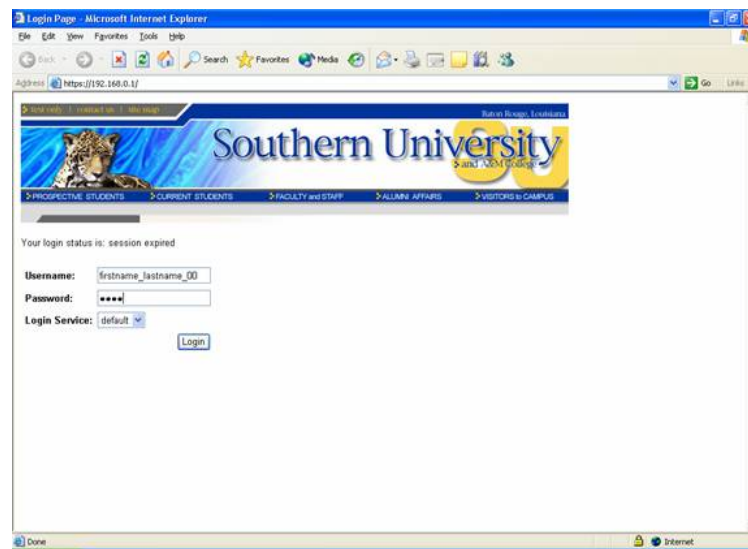 Login Page - Microsoft Internet Explorer
File Edit View Favorites Tools Help
Back Search Favorites Media
Address https://192.168.0.1/ Go Links
text only | contact us | site map
Baton Rouge, Louisiana
Southern University
and A&M College
PROSPECTIVE STUDENTS CURRENT STUDENTS FACULTY and STAFF ALUMNI AFFAIRS VISITORS to CAMPUS
Your login status is: session expired
Username: firstname_lastname_00
Password: ••••
Login Service: default
Login
Done Internet